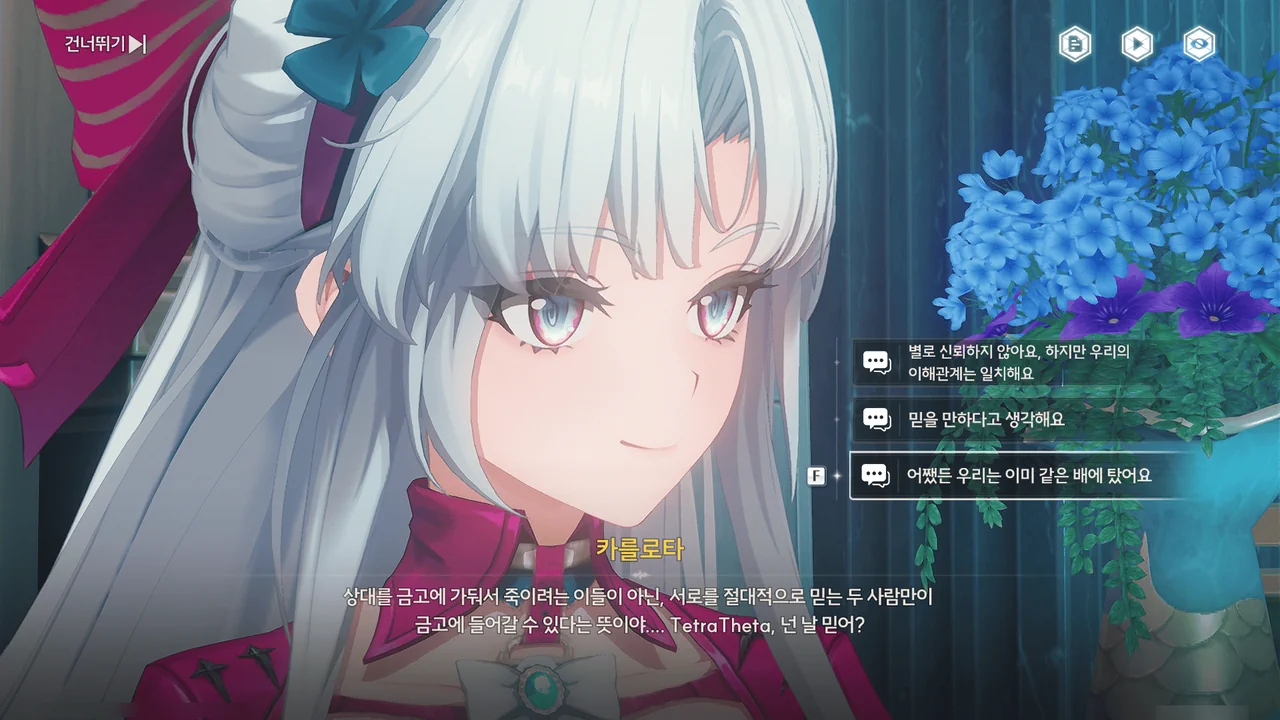 건너뛰기
별로 신뢰하지 않아요, 하지만 우리의
이해관계는 일치해요
믿을 만하다고 생각해요
F
어쨌든 우리는 이미 같은 배에 탔어요
카를로타
상대를 금고에 가둬서 죽이려는 이들이 아닌, 서로를 절대적으로 믿는 두 사람만이
금고에 들어갈 수 있다는 뜻이야.... TetraTheta, 넌 날 믿어?